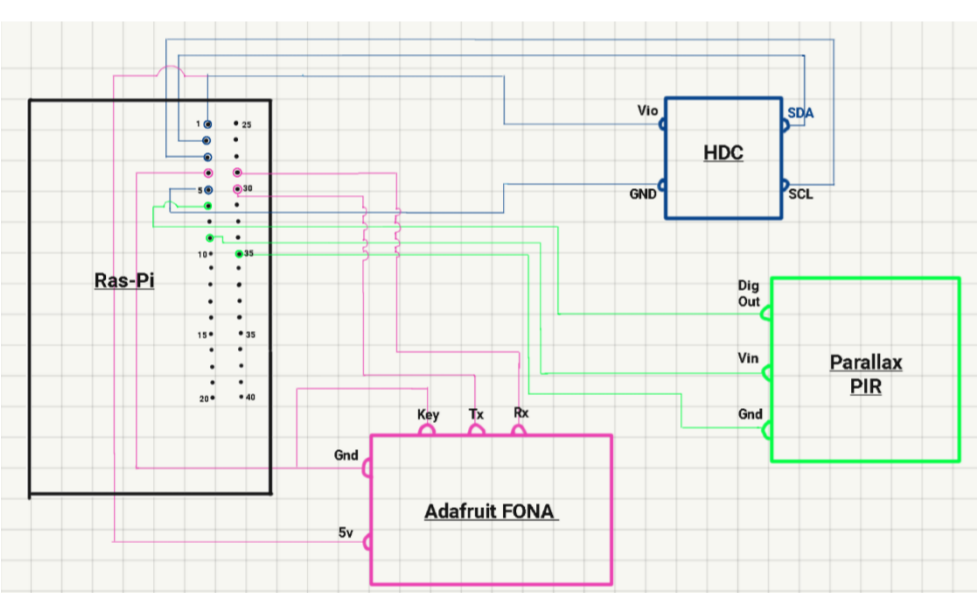 1 25
Vio
SDA
HDC
5 30
GND
SCL
10 35
Ras-Pi
Dig
Out
15 35
Vin
Parallax
PIR
20 40
Key Tx Rx
Gnd
Gnd
Adafruit FONA
5v